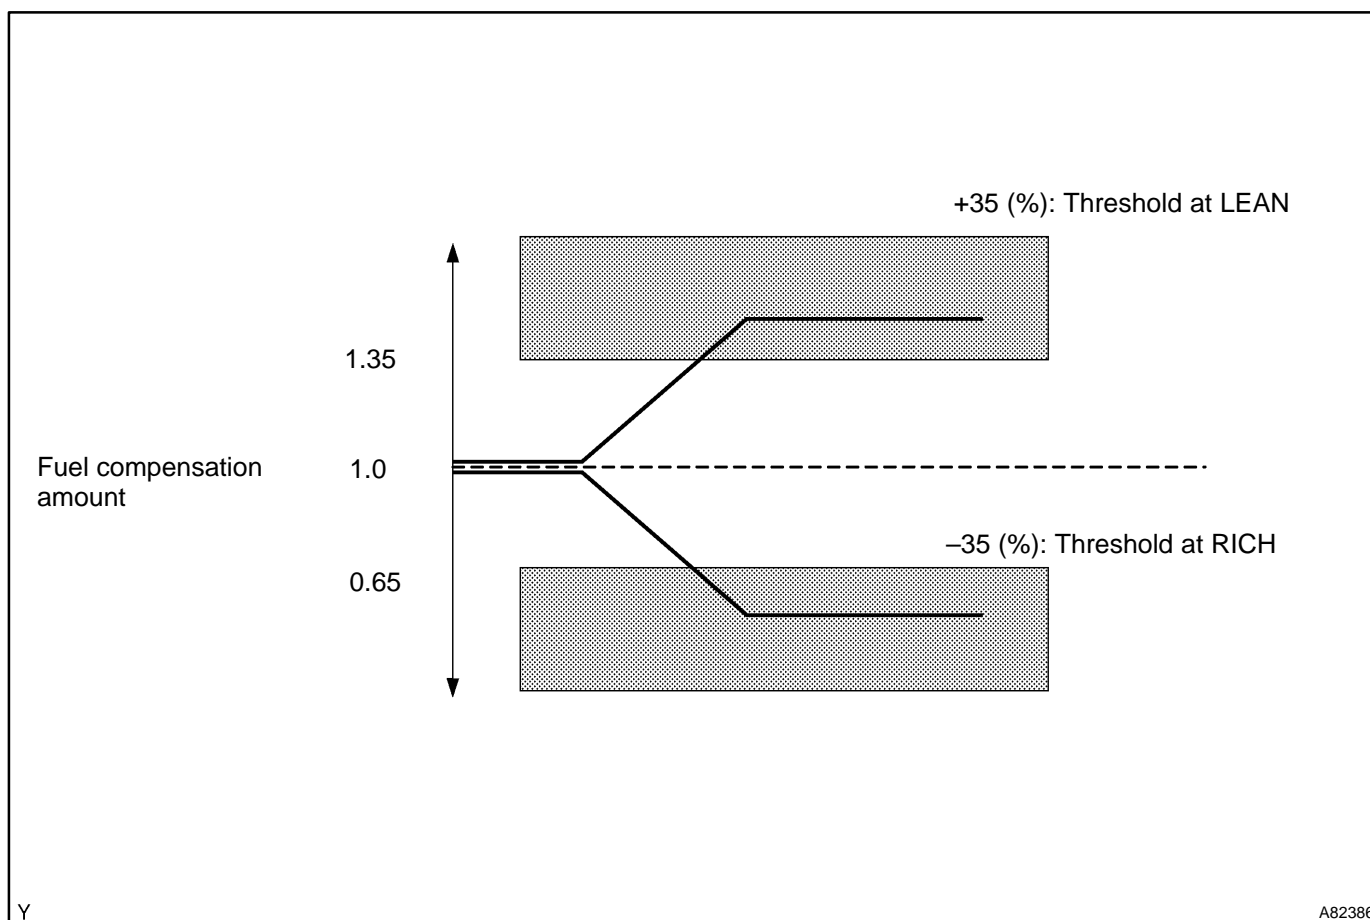 +35 (%): Threshold at LEAN
1.35
Fuel compensation
amount
1.0
–35 (%): Threshold at RICH
0.65
Y
A82386